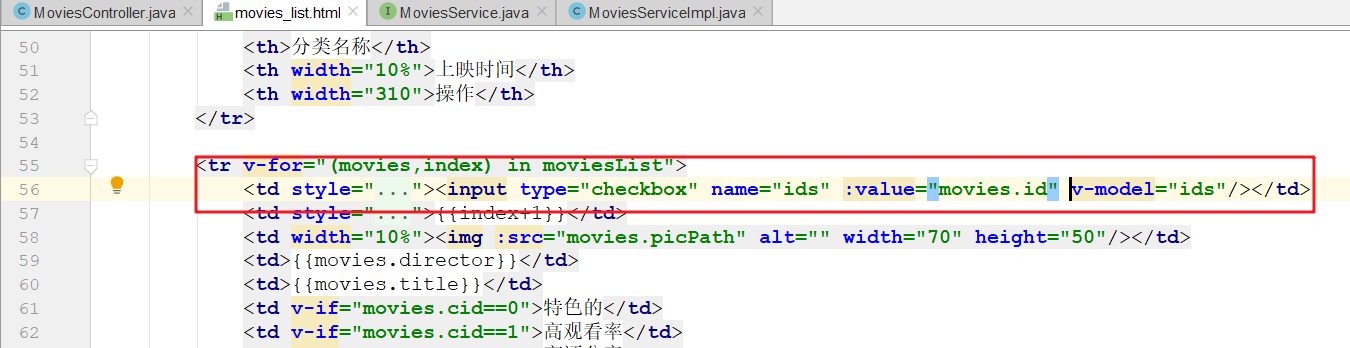 MoviesController.java × movies_list.html × MoviesService.java × MoviesServiceImpl.java ×
50 <th>分类名称</th>
51 <th width="10%">上映时间</th>
52 <th width="310">操作</th>
53 </tr>
54
55 <tr v-for="(movies,index) in moviesList">
56 <td style="..."><input type="checkbox" name="ids" :value="movies.id" v-model="ids"/></td>
57 <td style="...">{{index+1}}</td>
58 <td width="10%"><img :src="movies.picPath" alt="" width="70" height="50"/></td>
59 <td>{{movies.director}}</td>
60 <td>{{movies.title}}</td>
61 <td v-if="movies.cid==0">特色的</td>
62 <td v-if="movies.cid==1">高观看率</td>